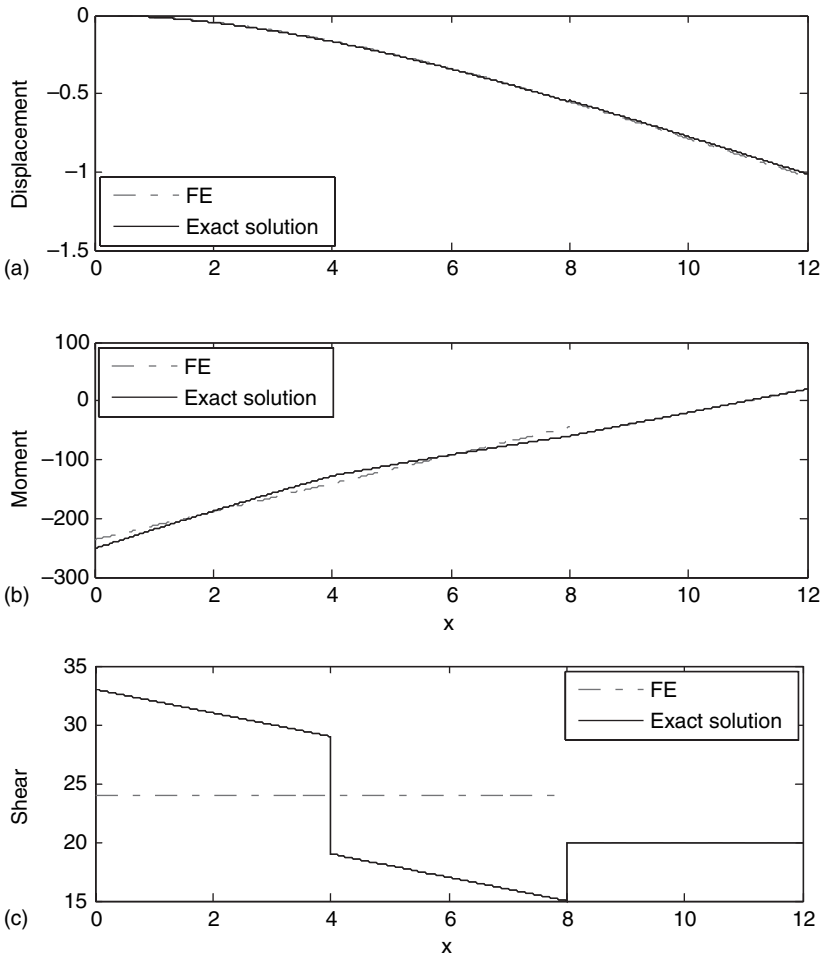 0
−0.5
−1
−1.5
Displacement
FE
Exact solution
0 2 4 6 8 10 12
(a)
100
0
−100
−200
−300
Moment
FE
Exact solution
0 2 4 6 8 10 12
(b)
x
35
30
25
20
15
Shear
FE
Exact solution
0 2 4 6 8 10 12
(c)
x